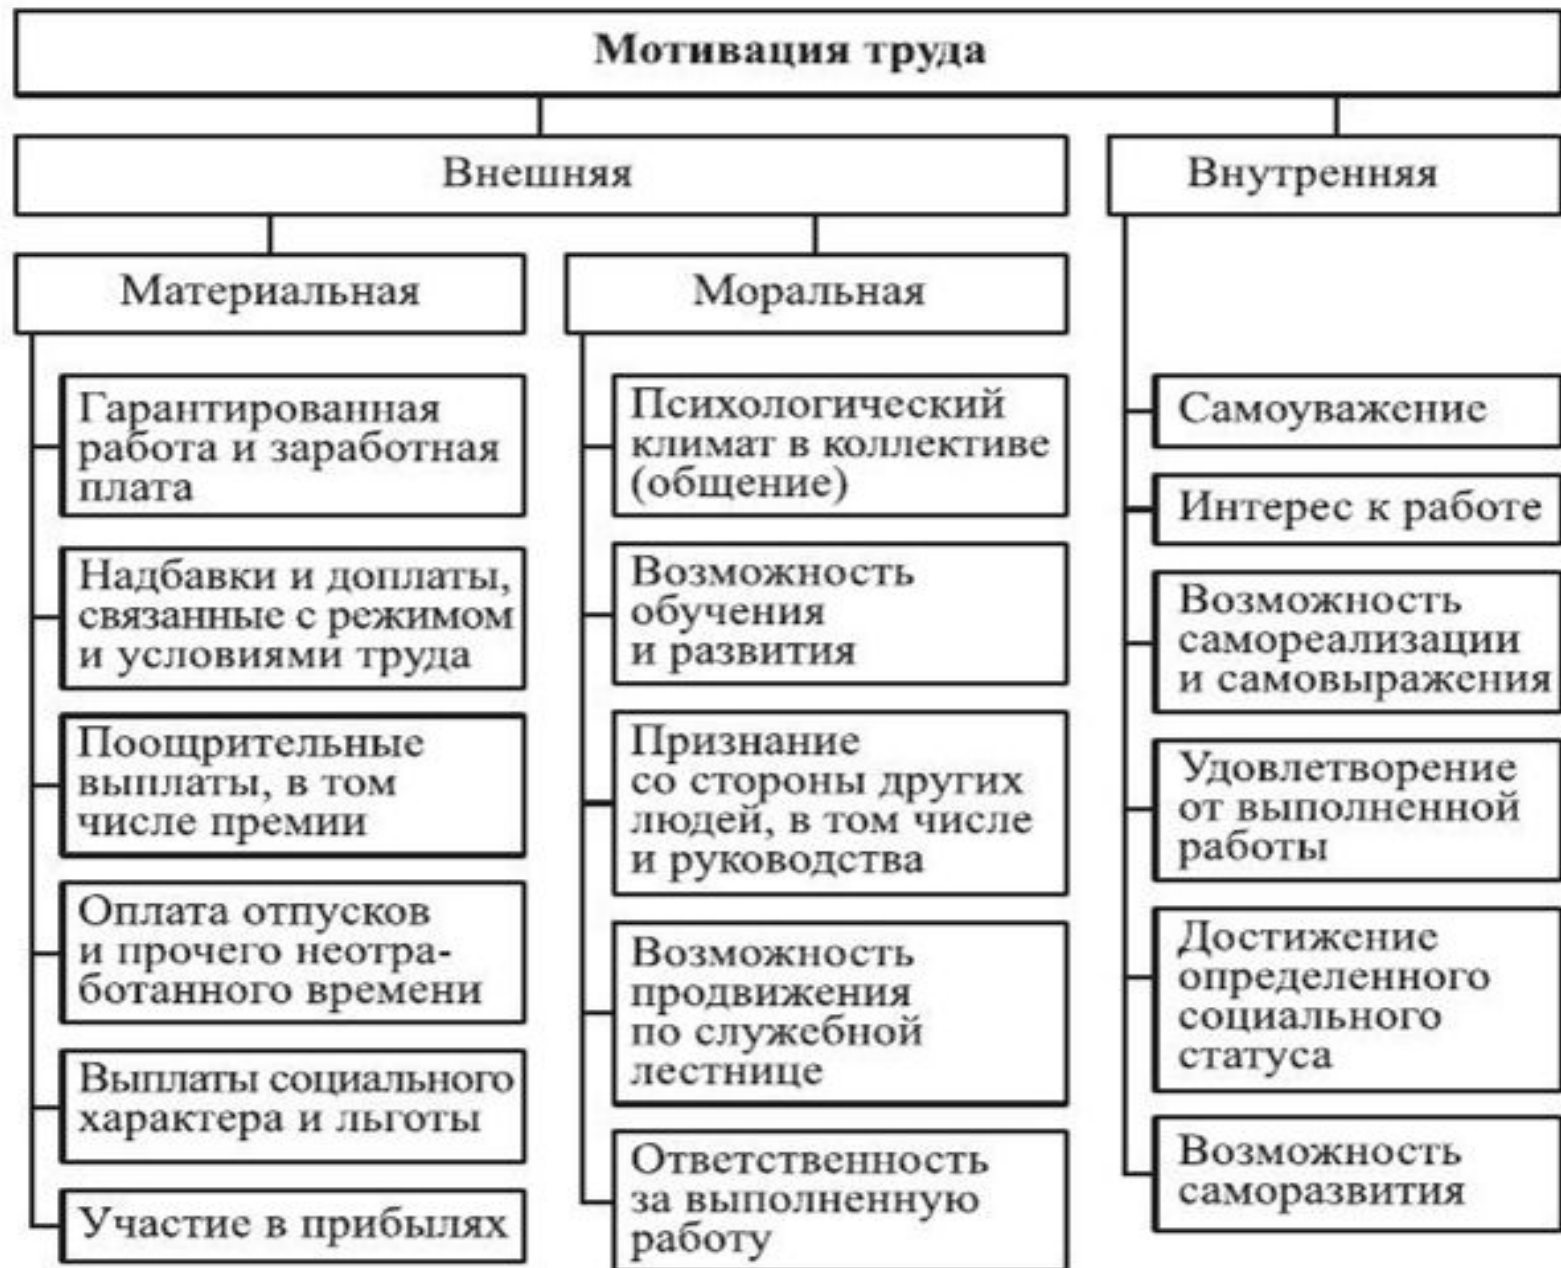 Мотивация труда
Внешняя
Внутренняя
Материальная
Моральная
Гарантированная
работа и заработная
плата
Надбавки и доплаты,
связанные с режимом
и условиями труда
Поощрительные
выплаты, в том
числе премии
Оплата отпусков
и прочего неотра-
ботанного времени
Выплаты социального
характера и льготы
Участие в прибылях
Психологический
климат в коллективе
(общение)
Возможность
обучения
и развития
Признание
со стороны других
людей, в том числе
и руководства
Возможность
продвижения
по служебной
лестнице
Ответственность
за выполненную
работу
Самоуважение
Интерес к работе
Возможность
самореализации
и самовыражения
Удовлетворение
от выполненной
работы
Достижение
определенного
социального
статуса
Возможность
саморазвития